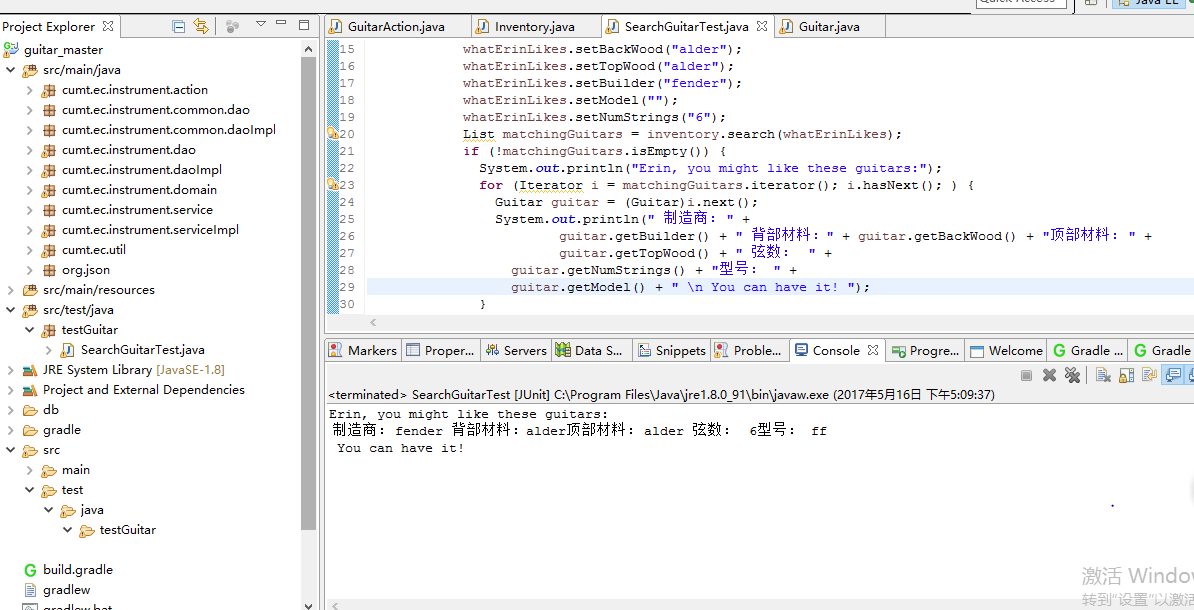 Quick Access
Java EE
Project Explorer
GuitarAction.java
Inventory.java
SearchGuitarTest.java
Guitar.java
guitar_master
src/main/java
cumt.ec.instrument.action
cumt.ec.instrument.common.dao
cumt.ec.instrument.common.daoImpl
cumt.ec.instrument.dao
cumt.ec.instrument.daoImpl
cumt.ec.instrument.domain
cumt.ec.instrument.service
cumt.ec.instrument.serviceImpl
cumt.ec.util
org.json
src/main/resources
src/test/java
testGuitar
SearchGuitarTest.java
JRE System Library [JavaSE-1.8]
Project and External Dependencies
db
gradle
src
main
test
java
testGuitar
build.gradle
gradlew
gradlew.bat
15 whatErinLikes.setBackWood("alder");
16 whatErinLikes.setTopWood("alder");
17 whatErinLikes.setBuilder("fender");
18 whatErinLikes.setModel("");
19 whatErinLikes.setNumStrings("6");
20 List matchingGuitars = inventory.search(whatErinLikes);
21 if (!matchingGuitars.isEmpty()) {
22 System.out.println("Erin, you might like these guitars:");
23 for (Iterator i = matchingGuitars.iterator(); i.hasNext(); ) {
24 Guitar guitar = (Guitar)i.next();
25 System.out.println(" 制造商：" +
26 guitar.getBuilder() + " 背部材料：" + guitar.getBackWood() + "顶部材料：" +
27 guitar.getTopWood() + " 弦数： " +
28 guitar.getNumStrings() + "型号： " +
29 guitar.getModel() + " \n You can have it! ");
30 }
Markers
Proper...
Servers
Data S...
Snippets
Proble...
Console
Progre...
Welcome
Gradle ...
Gradle
<terminated> SearchGuitarTest [JUnit] C:\Program Files\Java\jre1.8.0_91\bin\javaw.exe (2017年5月16日 下午5:09:37)
Erin, you might like these guitars:
制造商：fender 背部材料：alder顶部材料：alder 弦数： 6型号： ff
You can have it!
激活 Window
转到"设置"以激活